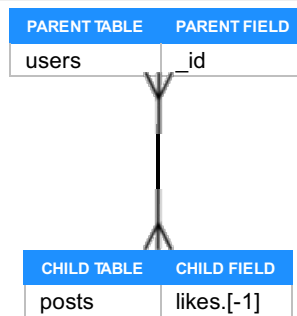 PARENT TABLE PARENT FIELD
users _id
CHILD TABLE CHILD FIELD
posts likes.[-1]